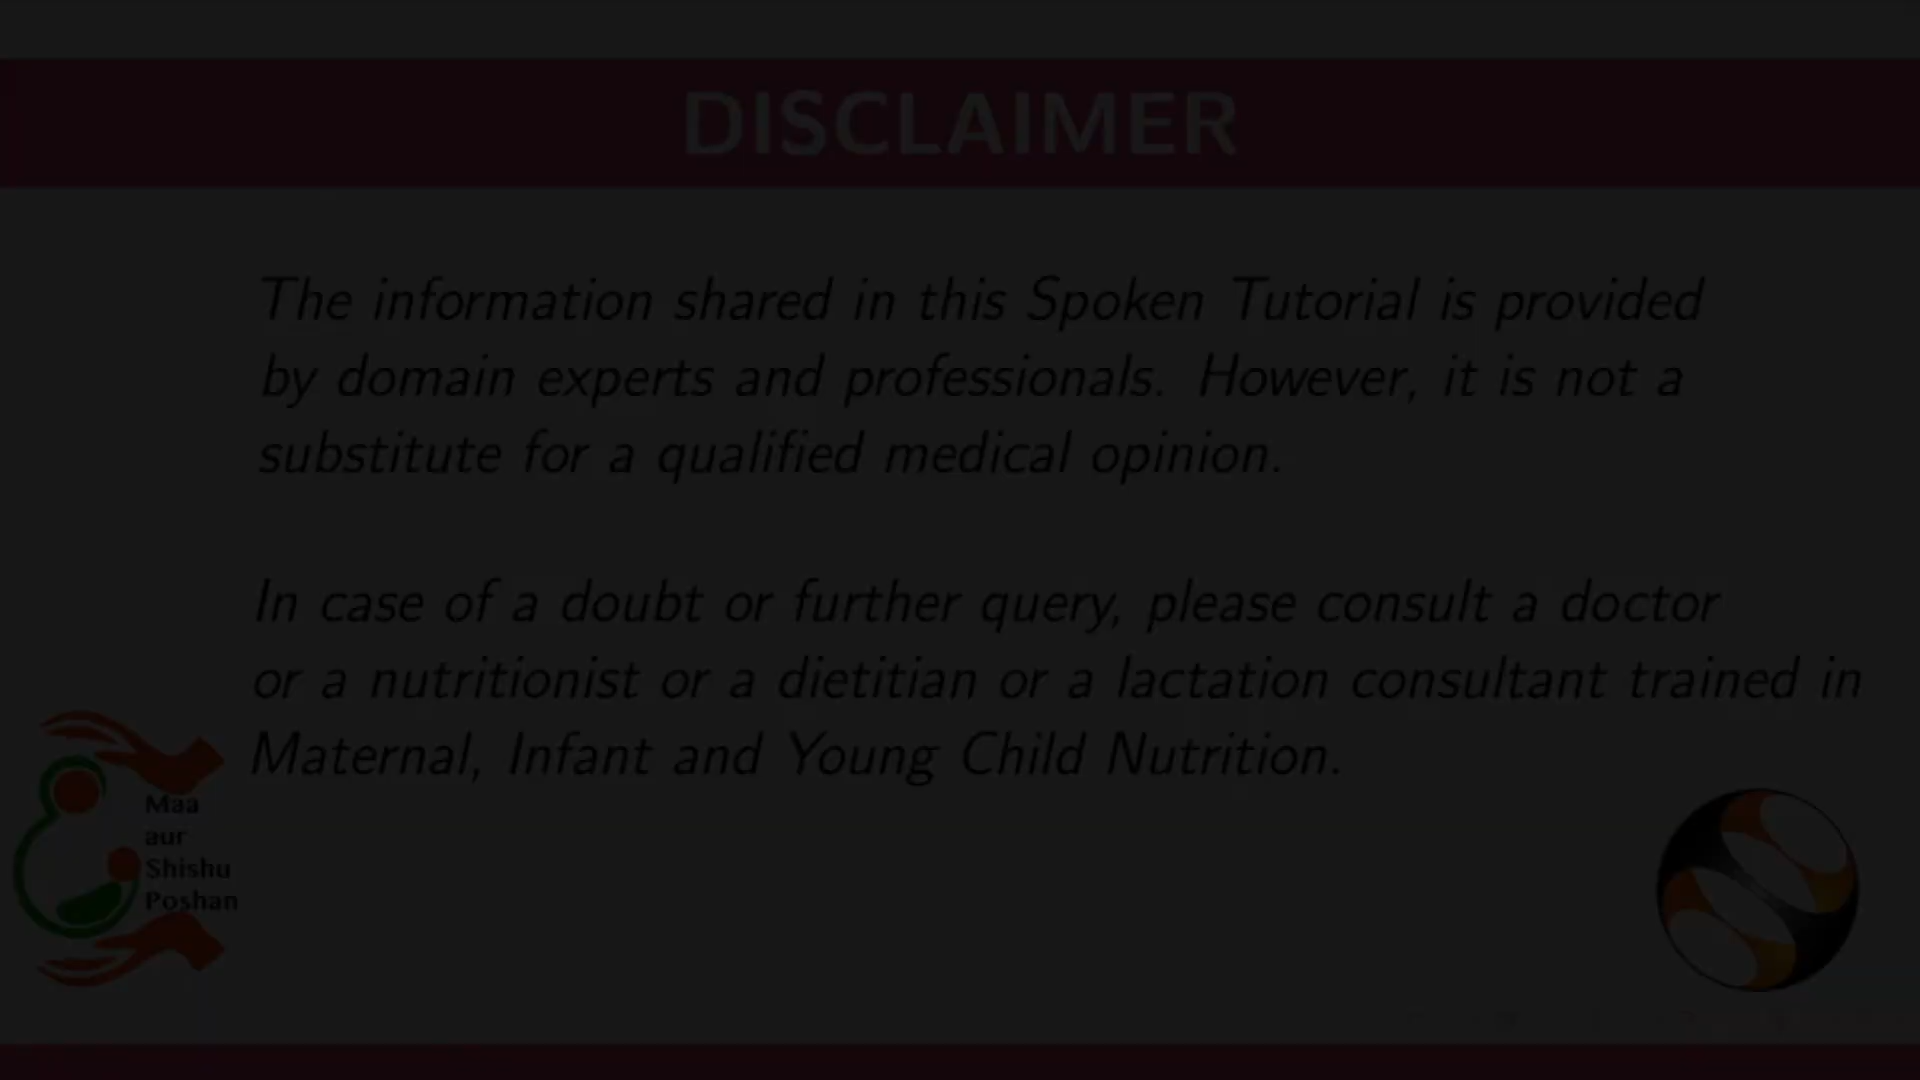 DISCLAIMER
The information shared in this Spoken Tutorial is provided
by domain experts and professionals. However, it is not a
substitute for a qualified medical opinion.
In case of a doubt or further query, please consult a doctor
or a nutritionist or a dietitian or a lactation consultant trained in
Maternal, Infant and Young Child Nutrition.
Maa
aur
Shishu
Poshan